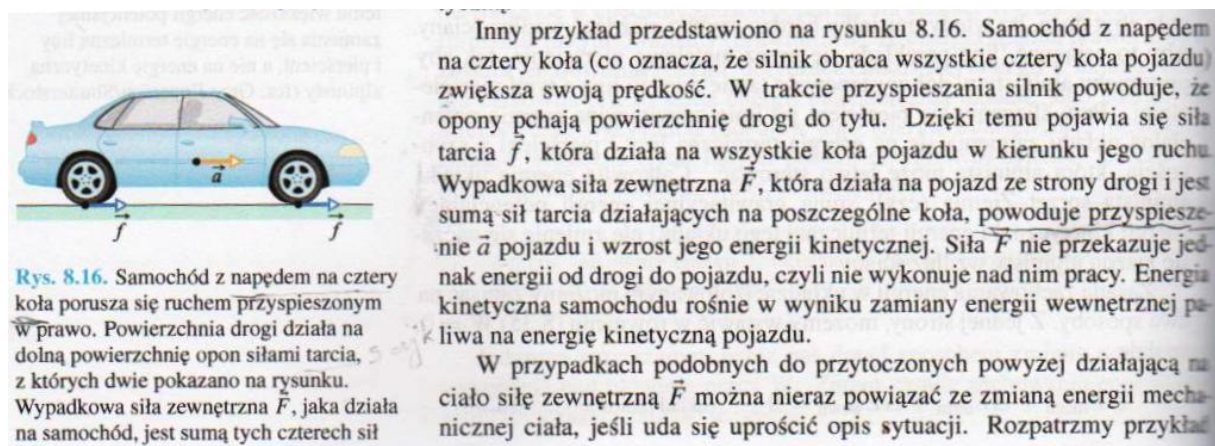 Inny przykład przedstawiono na rysunku 8.16. Samochód z napędem
na cztery koła (co oznacza, że silnik obraca wszystkie cztery koła pojazdu)
zwiększa swoją prędkość. W trakcie przyspieszania silnik powoduje, że
opony pchają powierzchnię drogi do tyłu. Dzięki temu pojawia się siła
tarcia f, która działa na wszystkie koła pojazdu w kierunku jego ruchu.
Wypadkowa siła zewnętrzna F, która działa na pojazd ze strony drogi i jest
sumą sił tarcia działających na poszczególne koła, powoduje przyspiesze-
nie a pojazdu i wzrost jego energii kinetycznej. Siła F nie przekazuje jed-
nak energii od drogi do pojazdu, czyli nie wykonuje nad nim pracy. Energia
kinetyczna samochodu rośnie w wyniku zamiany energii wewnętrznej pa-
liwa na energię kinetyczną pojazdu.
W przypadkach podobnych do przytoczonych powyżej działającą na
ciało siłę zewnętrzną F można nieraz powiązać ze zmianą energii mecha-
nicznej ciała, jeśli uda się uprościć opis sytuacji. Rozpatrzmy przykład
a
f
f
Rys. 8.16. Samochód z napędem na cztery
koła porusza się ruchem przyspieszonym
w prawo. Powierzchnia drogi działa na
dolną powierzchnię opon siłami tarcia,
z których dwie pokazano na rysunku.
Wypadkowa siła zewnętrzna F, jaka działa
na samochód, jest sumą tych czterech sił